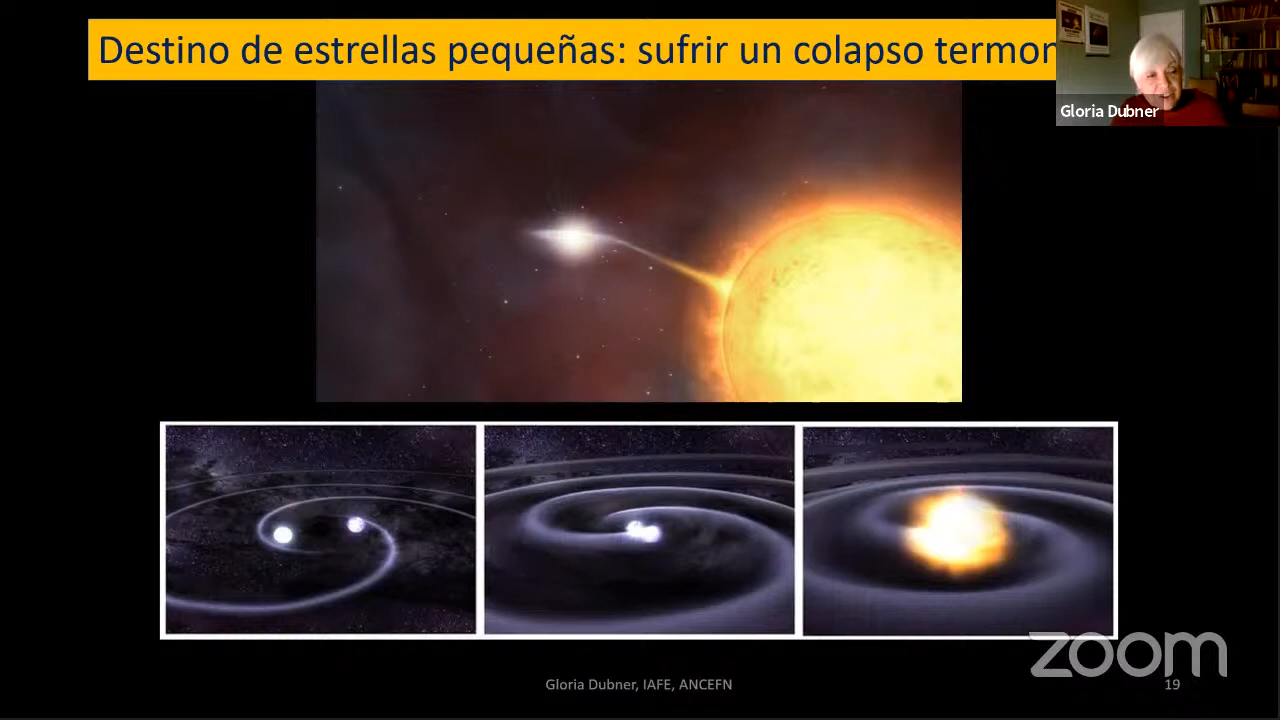 Destino de estrellas pequeñas: sufrir un colapso termon
Gloria Dubner
zoom
Gloria Dubner, IAFE, ANCEFN
19